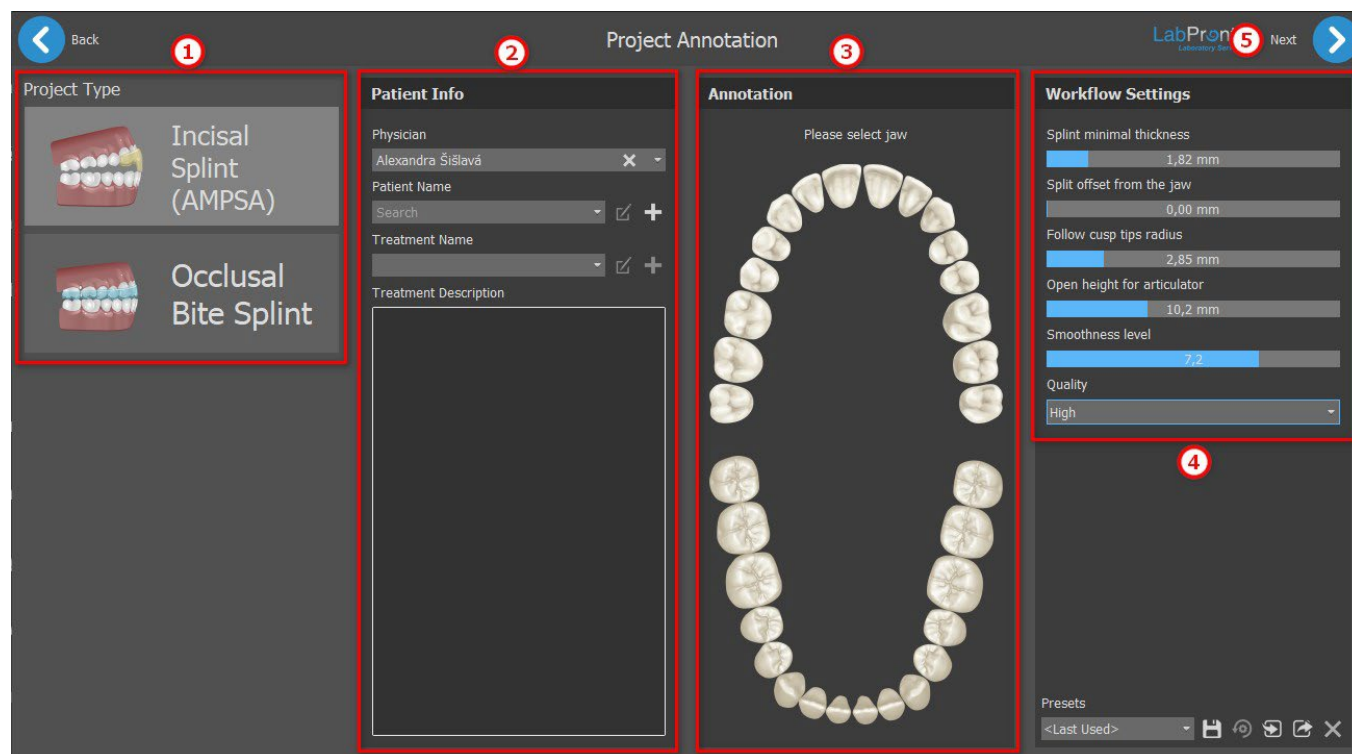 Back
1
2
Project Annotation
3
5
Next
Laboratory
Project Type
Incisal
Splint
(AMPSA)
Occlusal
Bite Splint
Patient Info
Physician
Alexandra Šišlavá
Patient Name
Search
Treatment Name
Treatment Description
Annotation
Please select jaw
Workflow Settings
Splint minimal thickness
1,82 mm
Split offset from the jaw
0,00 mm
Follow cusp tips radius
2,85 mm
Open height for articulator
10,2 mm
Smoothness level
7,2
Quality
High
4
Presets
<Last Used>